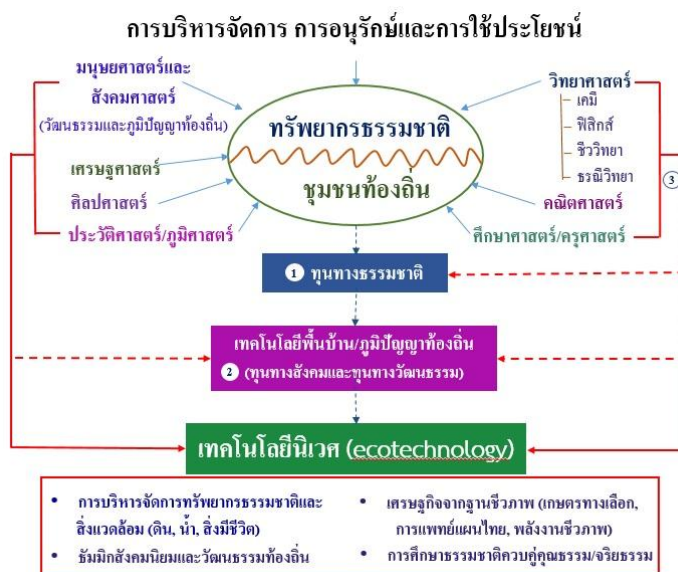 การบริหารจัดการ การอนุรักษ์และการใช้ประโยชน์
มนุษยศาสตร์และ
สังคมศาสตร์
(วัฒนธรรมและภูมิปัญญาท้องถิ่น)
เศรษฐศาสตร์
ศิลปศาสตร์
ประวัติศาสตร์/ภูมิศาสตร์
ทรัพยากรธรรมชาติ
ชุมชนท้องถิ่น
วิทยาศาสตร์
เคมี
ฟิสิกส์
ชีววิทยา
ธรณีวิทยา
3
คณิตศาสตร์
ศึกษาศาสตร์/ครุศาสตร์
1 ทุนทางธรรมชาติ
เทคโนโลยีพื้นบ้าน/ภูมิปัญญาท้องถิ่น
2 (ทุนทางสังคมและทุนทางวัฒนธรรม)
เทคโนโลยีนิเวศ (ecotechnology)
• การบริหารจัดการทรัพยากรธรรมชาติและ
สิ่งแวดล้อม (ดิน, น้ำ, สิ่งมีชีวิต)
• ธัมมิกสังคมนิยมและวัฒนธรรมท้องถิ่น
• เศรษฐกิจจากฐานชีวภาพ (เกษตรทางเลือก,
การแพทย์แผนไทย, พลังงานชีวภาพ)
• การศึกษาธรรมชาติควบคู่คุณธรรม/จริยธรรม